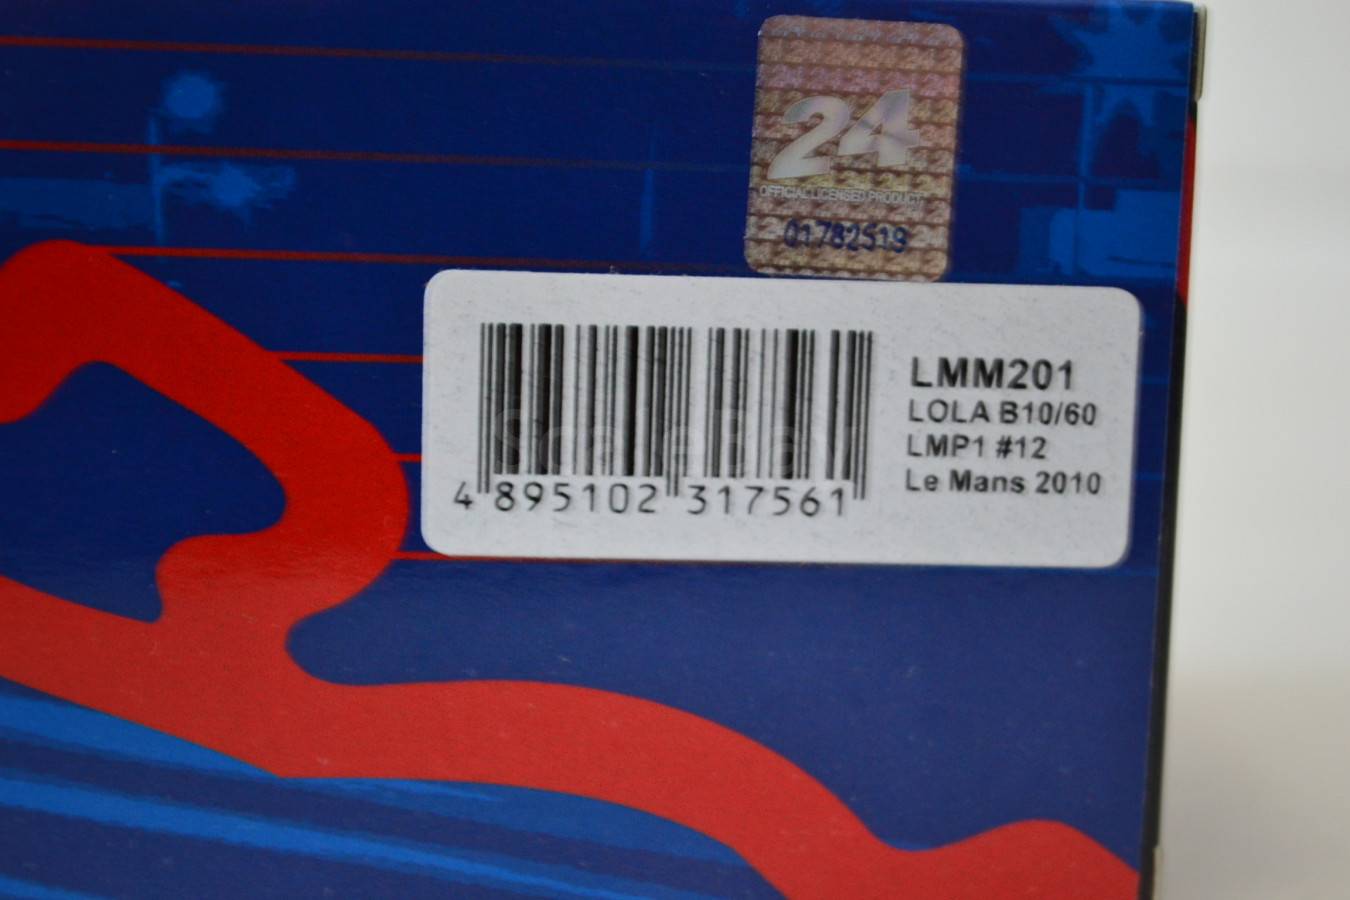 24
OFFICIAL LICENSED PRODUCT
01782519
LMM201
LOLA B10/60
LMP1 #12
Le Mans 2010
4 895102 317561